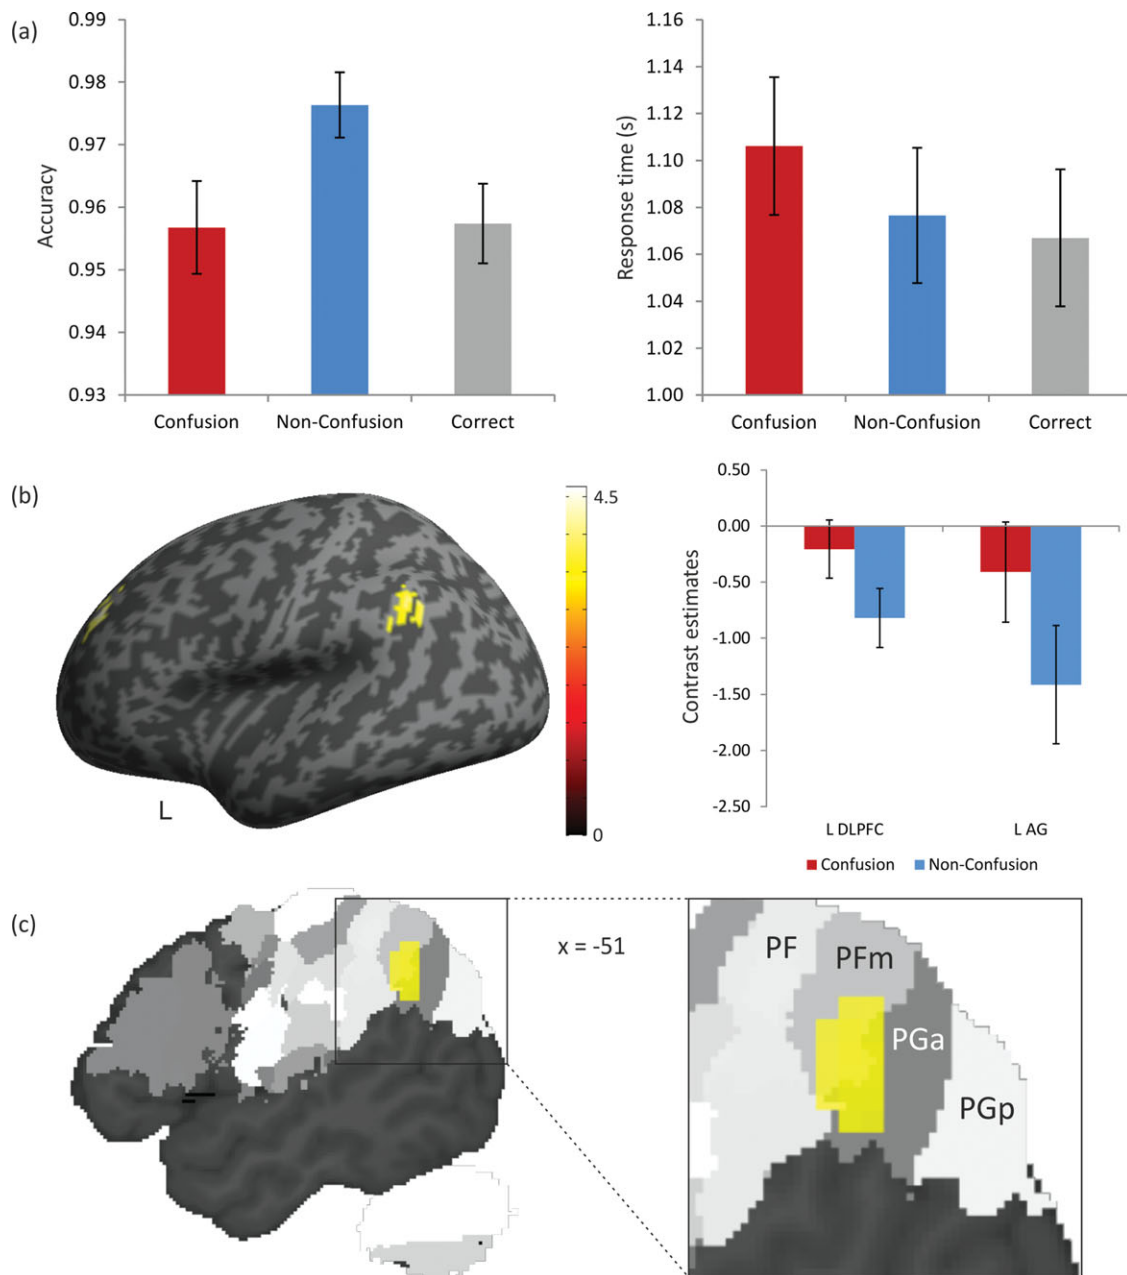 (a)
Accuracy
0.99
0.98
0.97
0.96
0.95
0.94
0.93
Confusion Non-Confusion Correct
Response time (s)
1.16
1.14
1.12
1.10
1.08
1.06
1.04
1.02
1.00
Confusion Non-Confusion Correct
(b)
L
4.5
0
Contrast estimates
0.50
0.00
-0.50
-1.00
-1.50
-2.00
-2.50
L DLPFC L AG
Confusion Non-Confusion
(c)
x = -51
PF
PFm
PGa
PGp